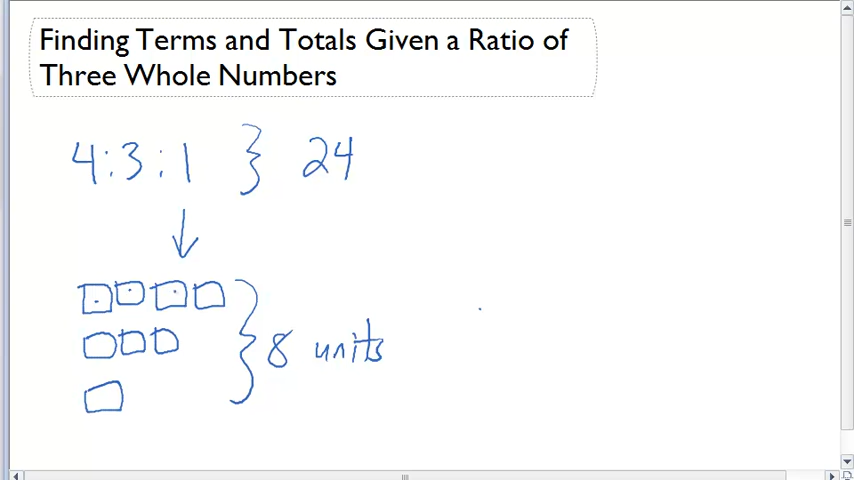 Finding Terms and Totals Given a Ratio of
Three Whole Numbers
4:3:1 } 24
8 units